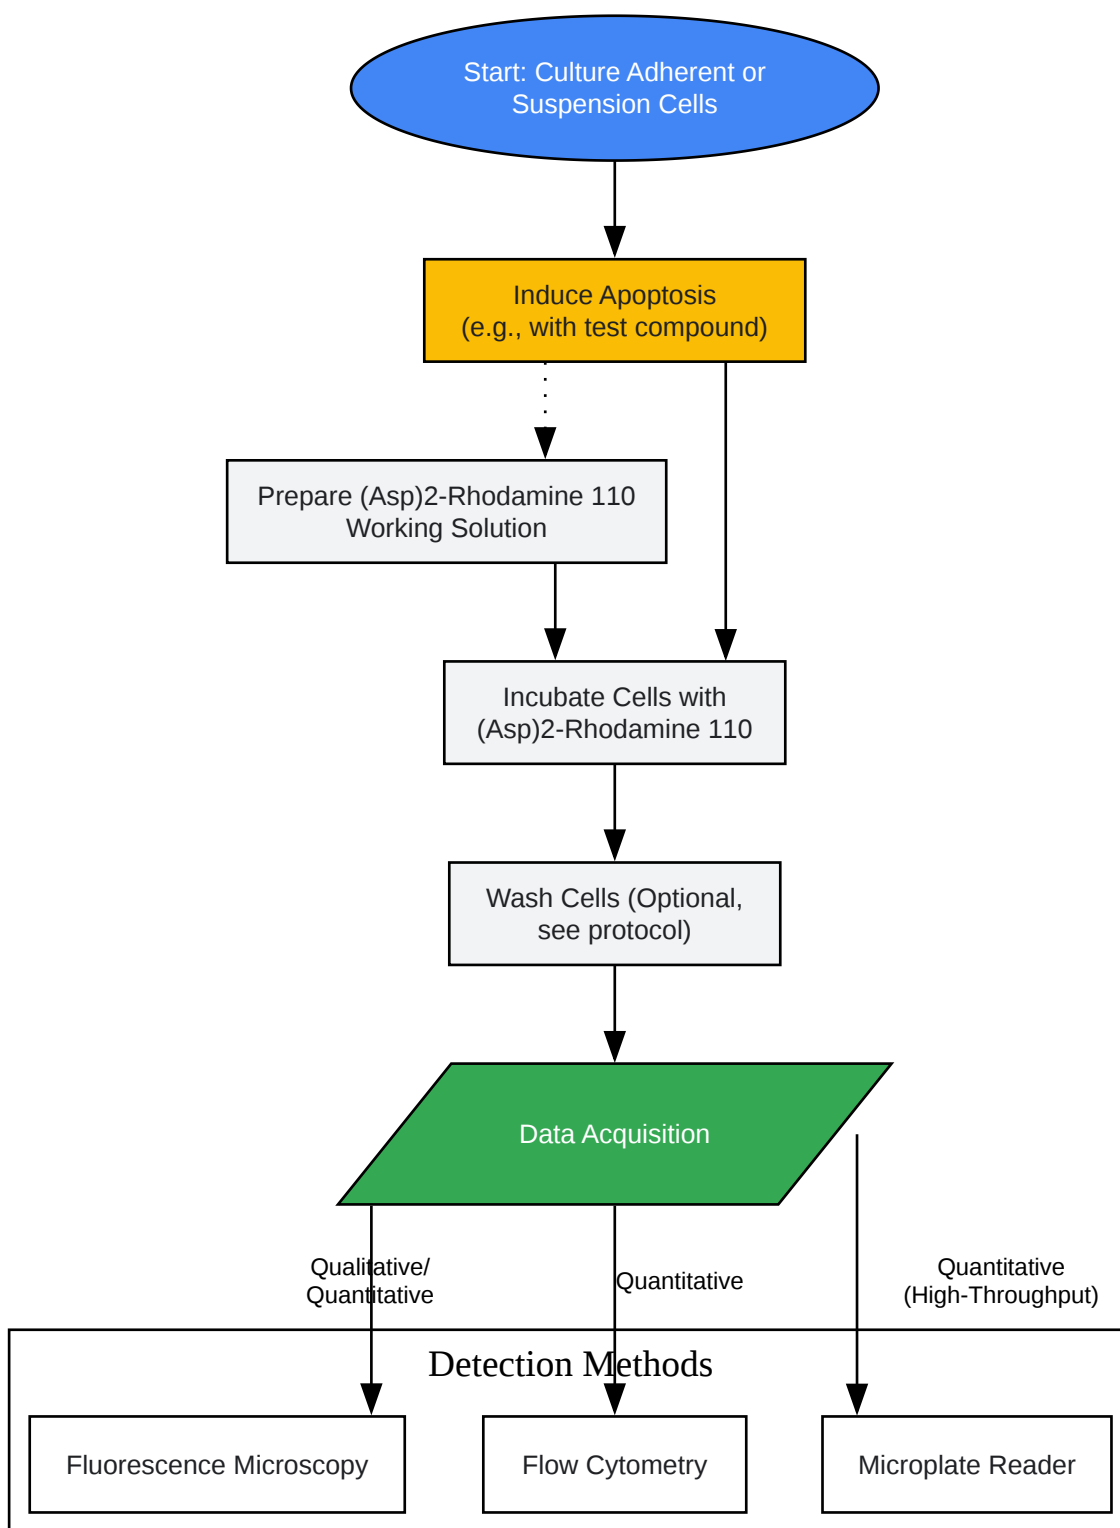 Start: Culture Adherent or
Suspension Cells
Induce Apoptosis
(e.g., with test compound)
Prepare (Asp)2-Rhodamine 110
Working Solution
Incubate Cells with
(Asp)2-Rhodamine 110
Wash Cells (Optional,
see protocol)
Data Acquisition
Qualitative/
Quantitative
Quantitative
Quantitative
(High-Throughput)
Detection Methods
Fluorescence Microscopy
Flow Cytometry
Microplate Reader